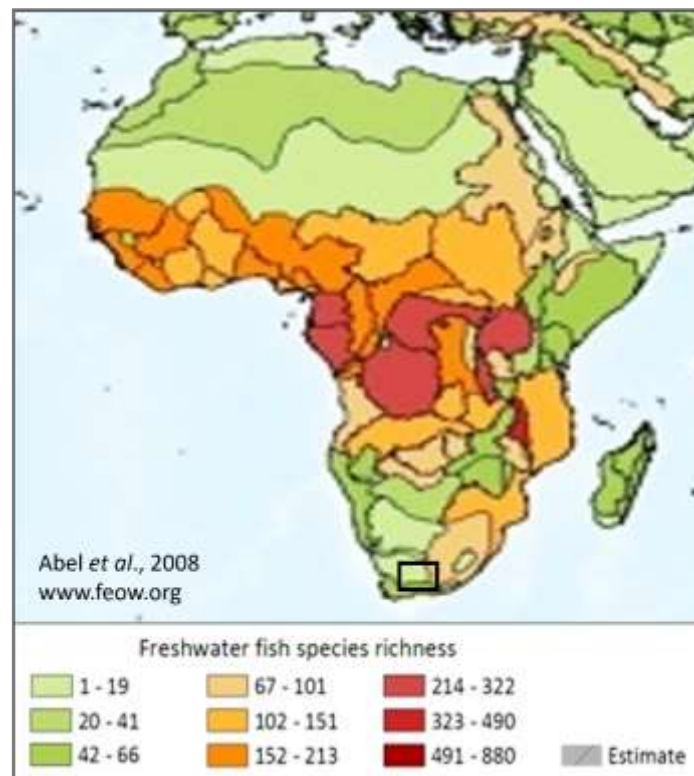 Abel et al., 2008
www.feow.org
Freshwater fish species richness
1 - 19
67 - 101
214 - 322
20 - 41
102 - 151
323 - 490
42 - 66
152 - 213
491 - 880
Estimate